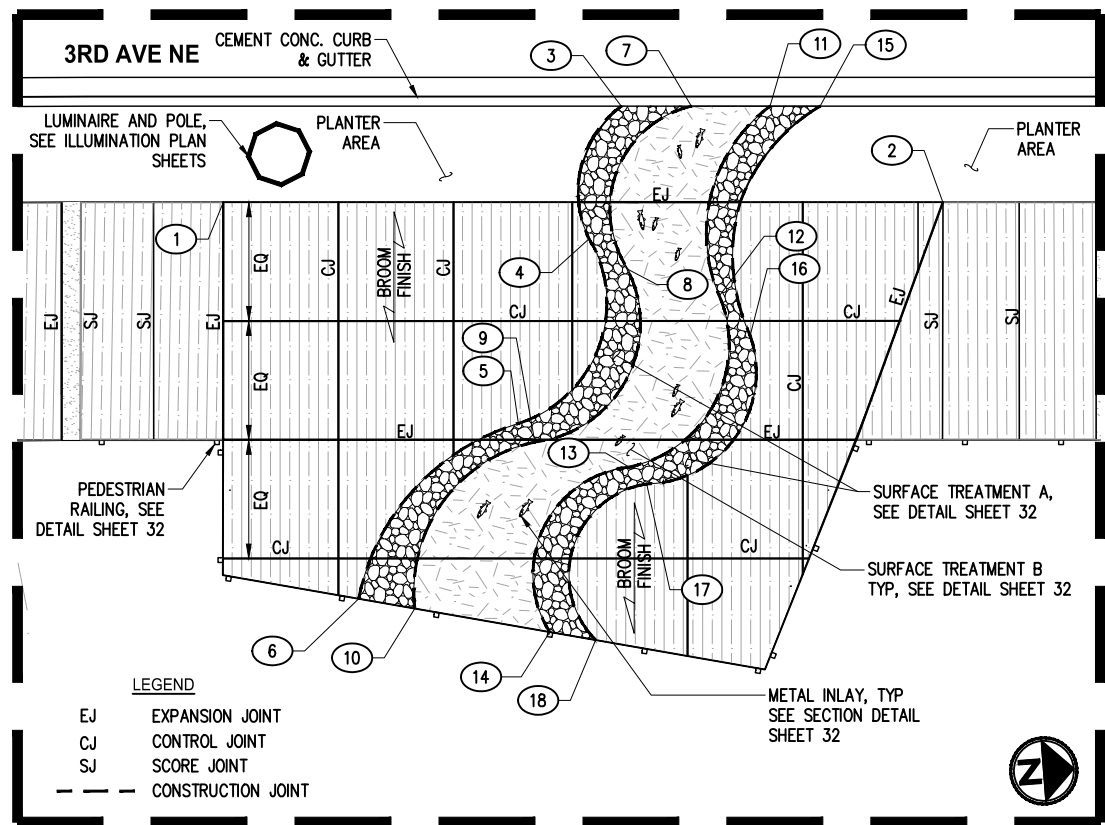 3RD AVE NE
CEMENT CONC. CURB
& GUTTER
3
7
11
15
LUMINAIRE AND POLE,
SEE ILLUMINATION PLAN
SHEETS
PLANTER
AREA
2
PLANTER
AREA
1
EJ
EQ
CJ
BROOM
FINISH
CJ
4
8
12
16
EJ
SJ
SJ
EJ
CJ
CJ
EJ
SJ
SJ
9
5
EQ
EJ
CJ
EJ
13
PEDESTRIAN
RAILING, SEE
DETAIL SHEET 32
EQ
CJ
BROOM
FINISH
CJ
17
SURFACE TREATMENT A,
SEE DETAIL SHEET 32
SURFACE TREATMENT B
TYP, SEE DETAIL SHEET 32
6
10
14
18
METAL INLAY, TYP
SEE SECTION DETAIL
SHEET 32
LEGEND
EJ EXPANSION JOINT
CJ CONTROL JOINT
SJ SCORE JOINT
CONSTRUCTION JOINT
Z